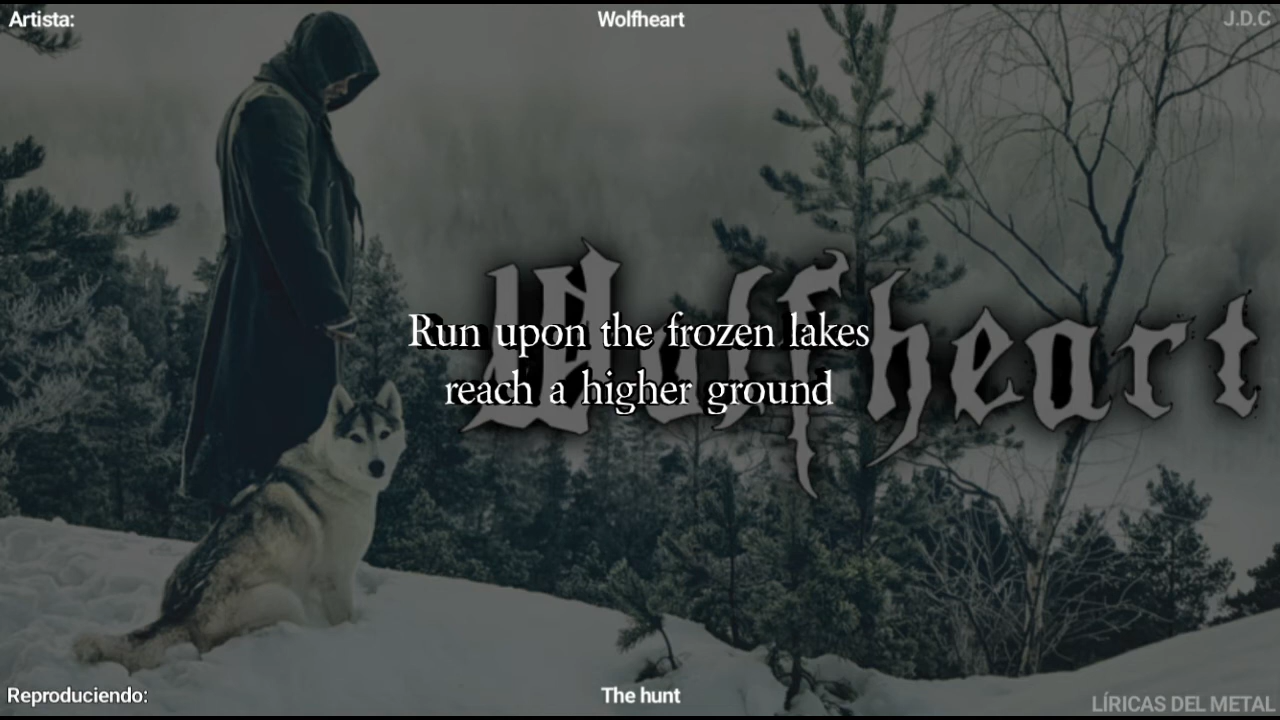 Artista:
Wolfheart
J.D.C
Wolfheart
Run upon the frozen lakes
reach a higher ground
Reproduciendo:
The hunt
LÍRICAS DEL METAL